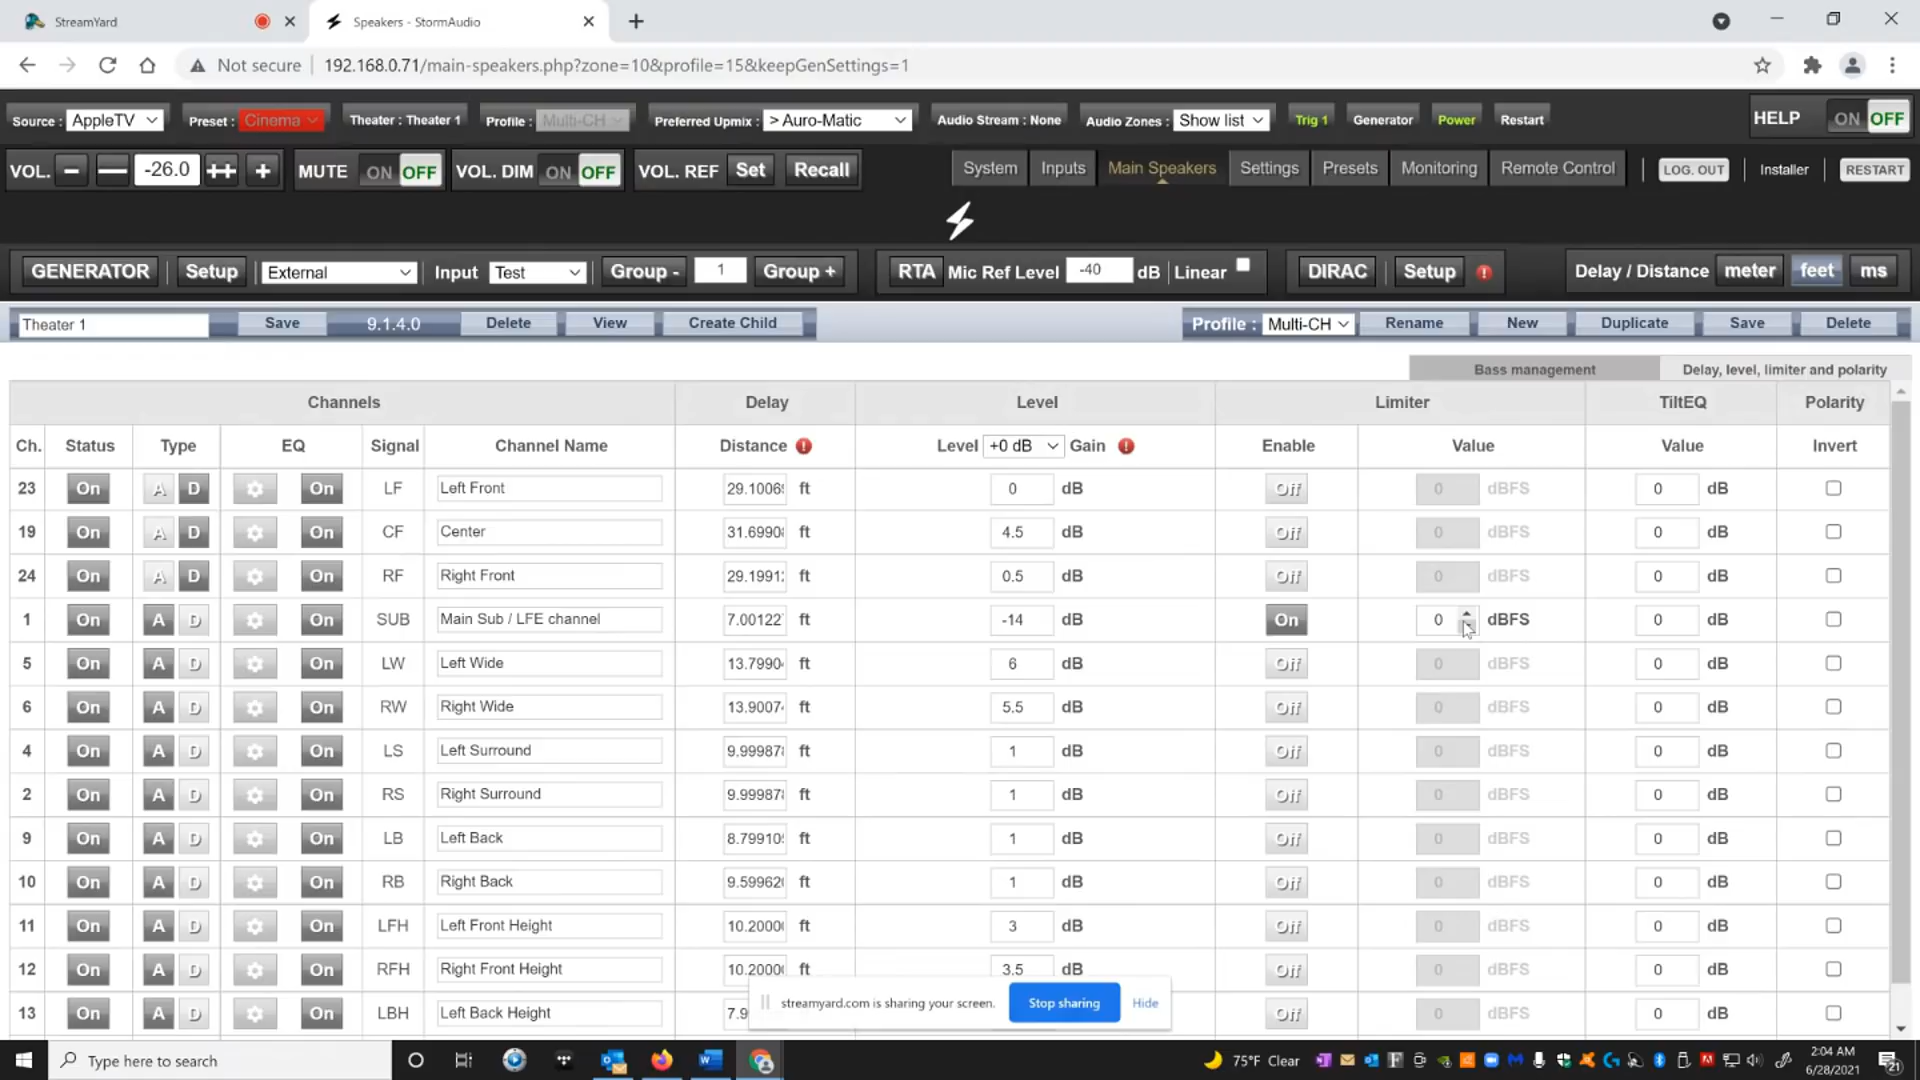 StreamYard
Speakers - StormAudio
Not secure 192.168.0.71/main-speakers.php?zone=10&profile=15&keepGenSettings=1
Source : AppleTV Preset : Cinema Theater : Theater 1 Profile : Multi-CH Preferred Upmix : > Auro-Matic Audio Stream : None Audio Zones : Show list Trig 1 Generator Power Restart HELP ON OFF
VOL. -26.0 MUTE ON OFF VOL. DIM ON OFF VOL. REF Set Recall System Inputs Main Speakers Settings Presets Monitoring Remote Control LOG. OUT Installer RESTART
GENERATOR Setup External Input Test Group - 1 Group + RTA Mic Ref Level -40 dB Linear DIRAC Setup Delay / Distance meter feet ms
Theater 1 Save 9.1.4.0 Delete View Create Child Profile : Multi-CH Rename New Duplicate Save Delete
Bass management Delay, level, limiter and polarity
Channels Delay Level Limiter TiltEQ Polarity
Ch. Status Type EQ Signal Channel Name Distance Level +0 dB Gain Enable Value Value Invert
23 On A D On LF Left Front 29.1006 ft 0 dB Off 0 dBFS 0 dB
19 On A D On CF Center 31.6990 ft 4.5 dB Off 0 dBFS 0 dB
24 On A D On RF Right Front 29.1991 ft 0.5 dB Off 0 dBFS 0 dB
1 On A D On SUB Main Sub / LFE channel 7.00122 ft -14 dB On 0 dBFS 0 dB
5 On A D On LW Left Wide 13.7990 ft 6 dB Off 0 dBFS 0 dB
6 On A D On RW Right Wide 13.9007 ft 5.5 dB Off 0 dBFS 0 dB
4 On A D On LS Left Surround 9.99987 ft 1 dB Off 0 dBFS 0 dB
2 On A D On RS Right Surround 9.99987 ft 1 dB Off 0 dBFS 0 dB
9 On A D On LB Left Back 8.79910 ft 1 dB Off 0 dBFS 0 dB
10 On A D On RB Right Back 9.59962 ft 1 dB Off 0 dBFS 0 dB
11 On A D On LFH Left Front Height 10.2000 ft 3 dB Off 0 dBFS 0 dB
12 On A D On RFH Right Front Height 10.2000 ft 3.5 dB Off 0 dBFS 0 dB
13 On A D On LBH Left Back Height 7.9 Off 0 dBFS 0 dB
streamyard.com is sharing your screen. Stop sharing Hide
Type here to search 75°F Clear 2:04 AM
6/28/2021 21